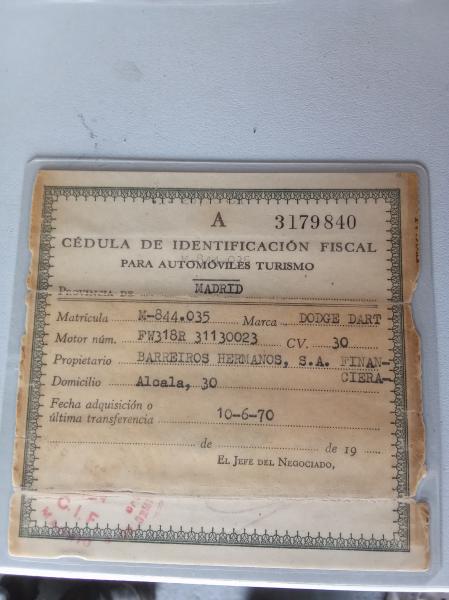 A 3179840
CÉDULA DE IDENTIFICACIÓN FISCAL
M-844.035
PARA AUTOMÓVILES TURISMO
PROVINCIA DE MADRID
Matrícula M-844.035 Marca DODGE DART
Motor núm. FW318R 31130023 CV. 30
Propietario BARREIROS HERMANOS, S.A. FINAN-
Domicilio Alcala, 30 CIERA-
Fecha adquisición o
última transferencia 10-6-70
de de 19
EL JEFE DEL NEGOCIADO,